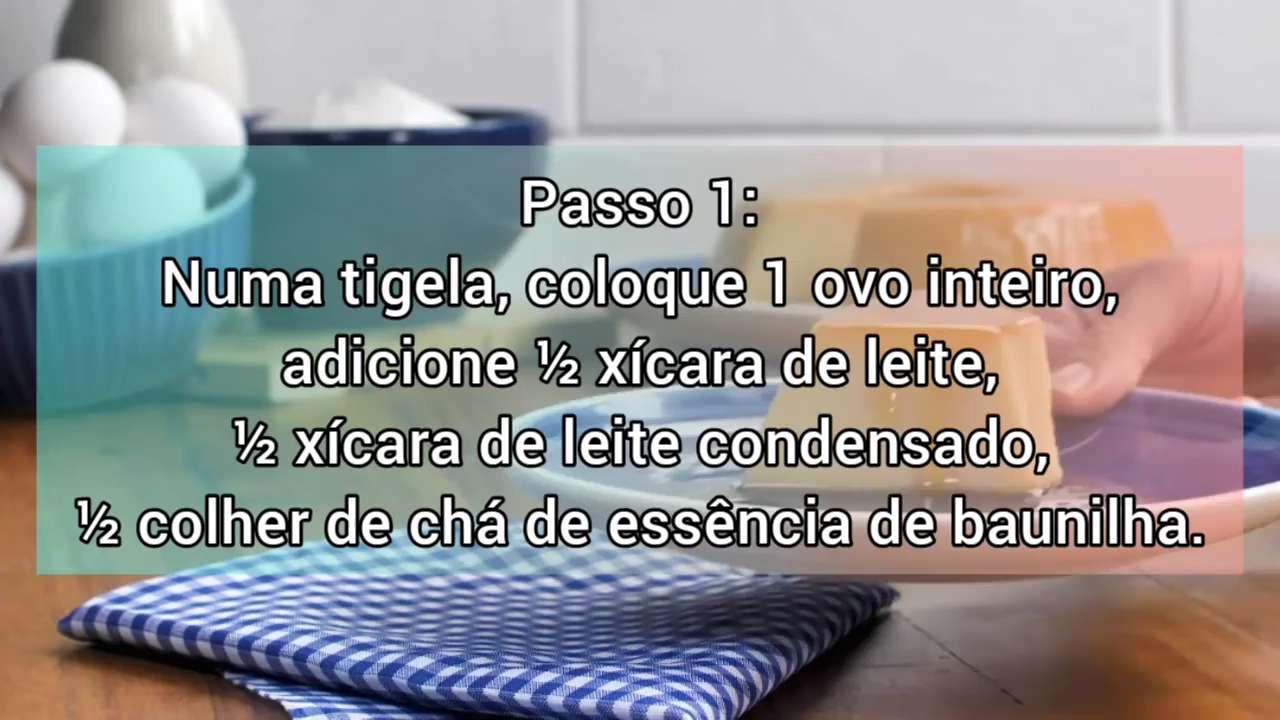 Passo 1:
Numa tigela, coloque 1 ovo inteiro,
adicione ½ xícara de leite,
½ xícara de leite condensado,
½ colher de chá de essência de baunilha.